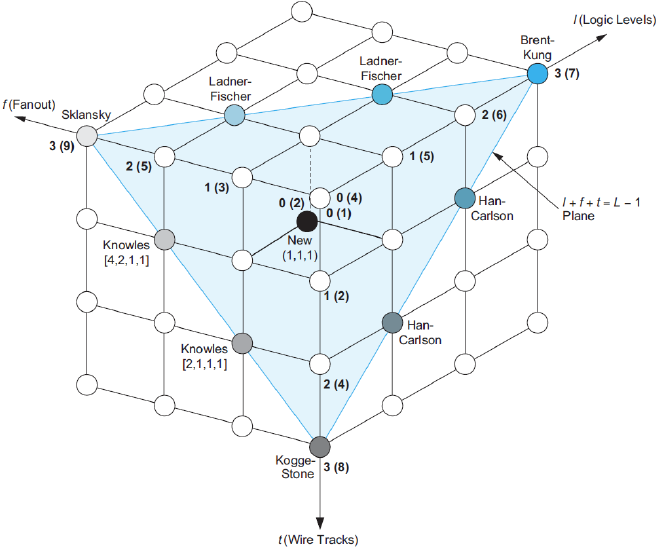 l (Logic Levels)
Brent-
Kung
3 (7)
Ladner-
Fischer
Ladner-
Fischer
f (Fanout)
Sklansky
3 (9)
2 (6)
2 (5)
1 (5)
1 (3)
0 (4)
0 (2)
0 (1)
New
(1,1,1)
Han-
Carlson
l + f + t = L – 1
Plane
Knowles
[4,2,1,1]
1 (2)
Han-
Carlson
Knowles
[2,1,1,1]
2 (4)
Kogge-
Stone
3 (8)
t (Wire Tracks)